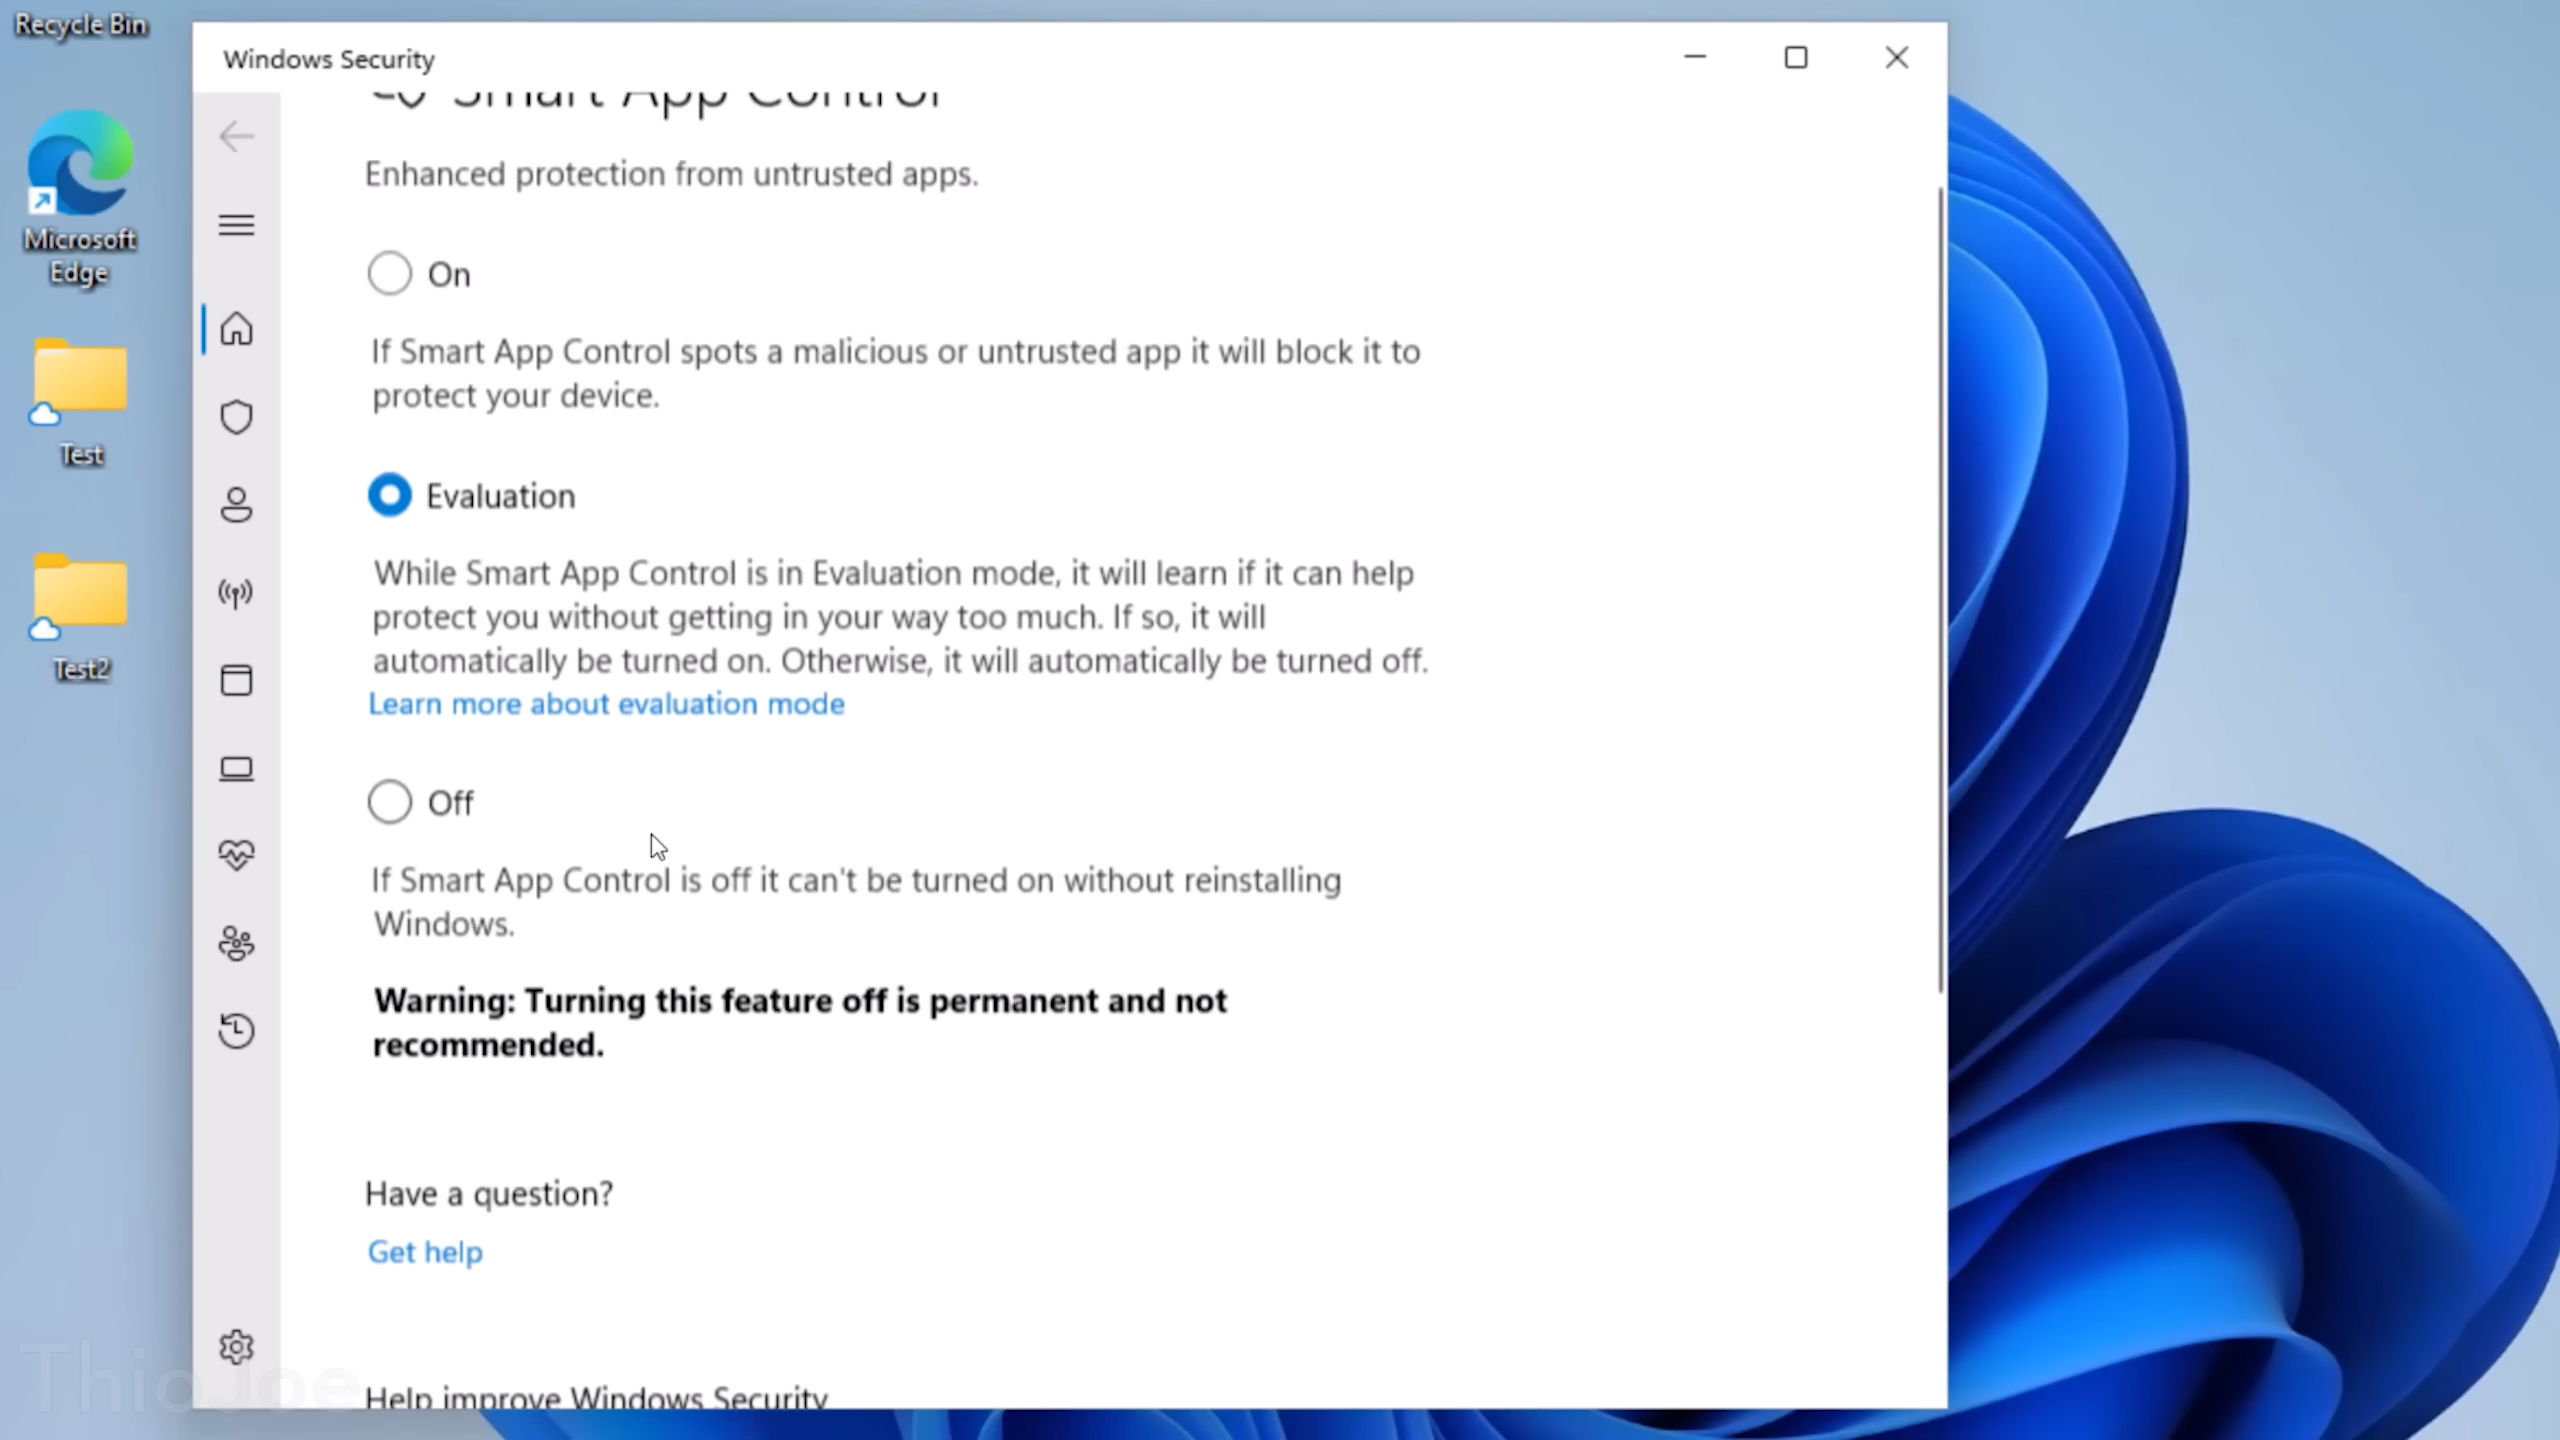 Recycle Bin
Microsoft
Edge
Test
Test2
Windows Security
Smart App Control
Enhanced protection from untrusted apps.
On
If Smart App Control spots a malicious or untrusted app it will block it to
protect your device.
Evaluation
While Smart App Control is in Evaluation mode, it will learn if it can help
protect you without getting in your way too much. If so, it will
automatically be turned on. Otherwise, it will automatically be turned off.
Learn more about evaluation mode
Off
If Smart App Control is off it can't be turned on without reinstalling
Windows.
Warning: Turning this feature off is permanent and not
recommended.
Have a question?
Get help
Help improve Windows Security
ThioJoe